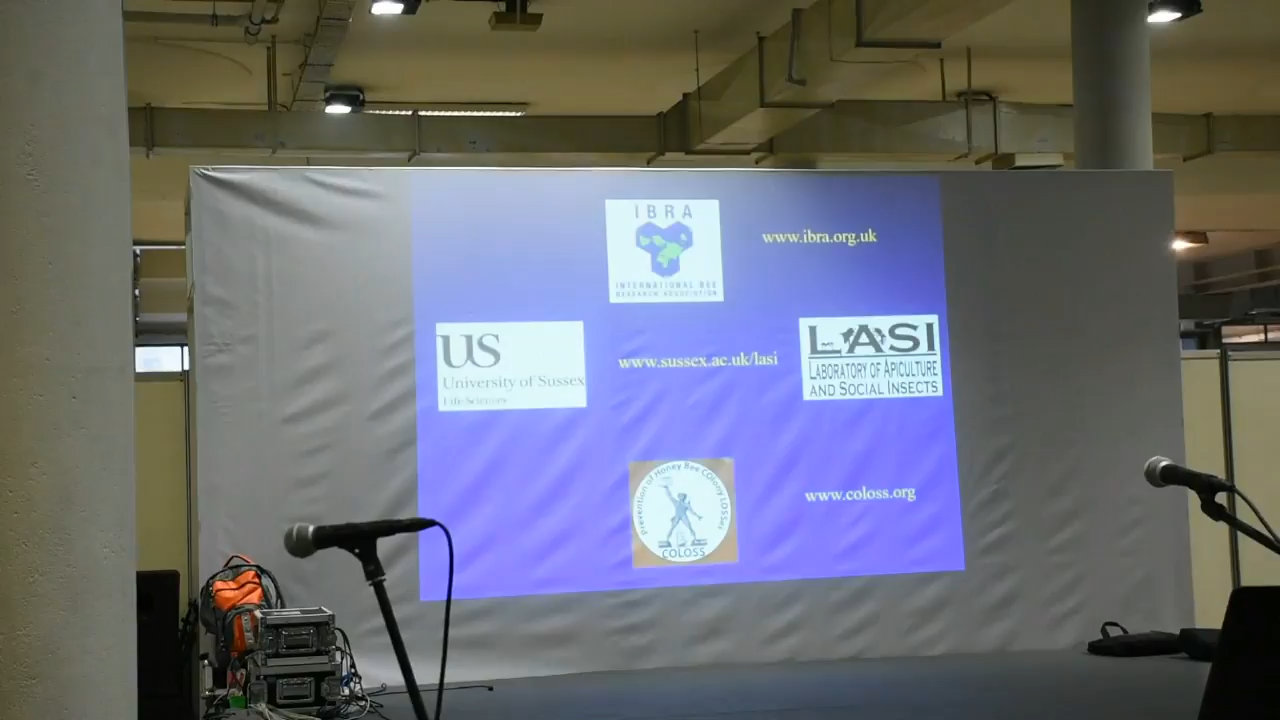 IBRA
INTERNATIONAL BEE
RESEARCH ASSOCIATION
www.ibra.org.uk
US
University of Sussex
Life Sciences
www.sussex.ac.uk/lasi
LASI
LABORATORY OF APICULTURE
AND SOCIAL INSECTS
Prevention of Honey Bee COlony LOSSes
COLOSS
www.coloss.org